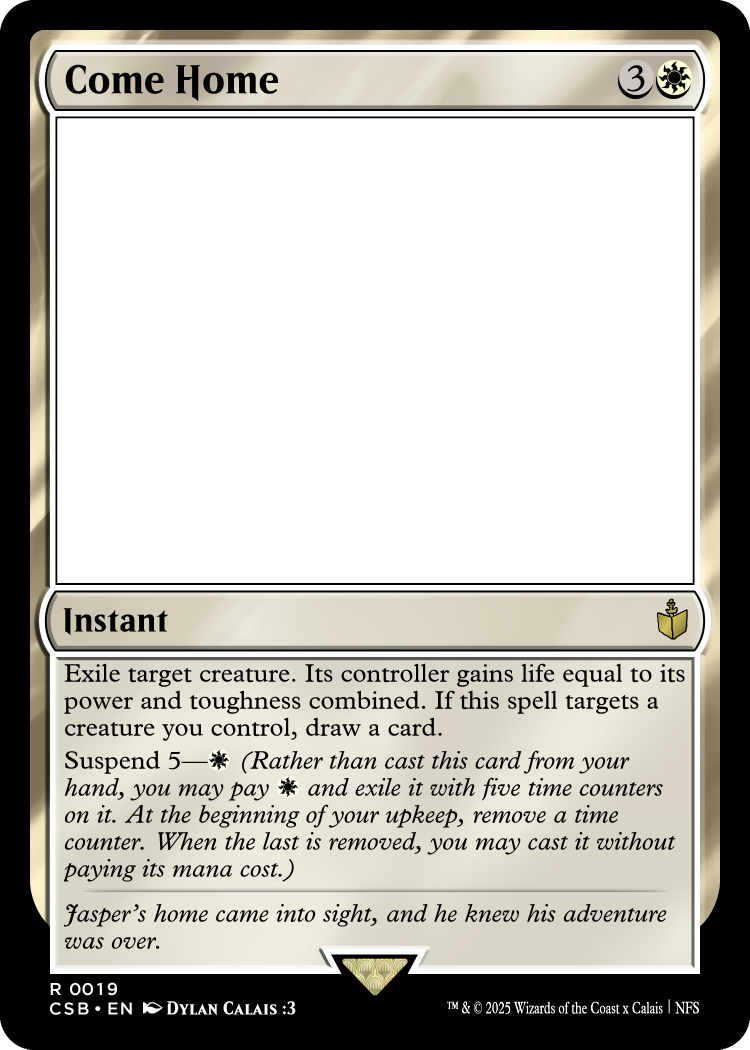 Come Home 3
Instant
Exile target creature. Its controller gains life equal to its
power and toughness combined. If this spell targets a
creature you control, draw a card.
Suspend 5— (Rather than cast this card from your
hand, you may pay and exile it with five time counters
on it. At the beginning of your upkeep, remove a time
counter. When the last is removed, you may cast it without
paying its mana cost.)
Jasper's home came into sight, and he knew his adventure
was over.
R 0019
CSB • EN Dylan Calais :3
™ & © 2025 Wizards of the Coast x Calais | NFS